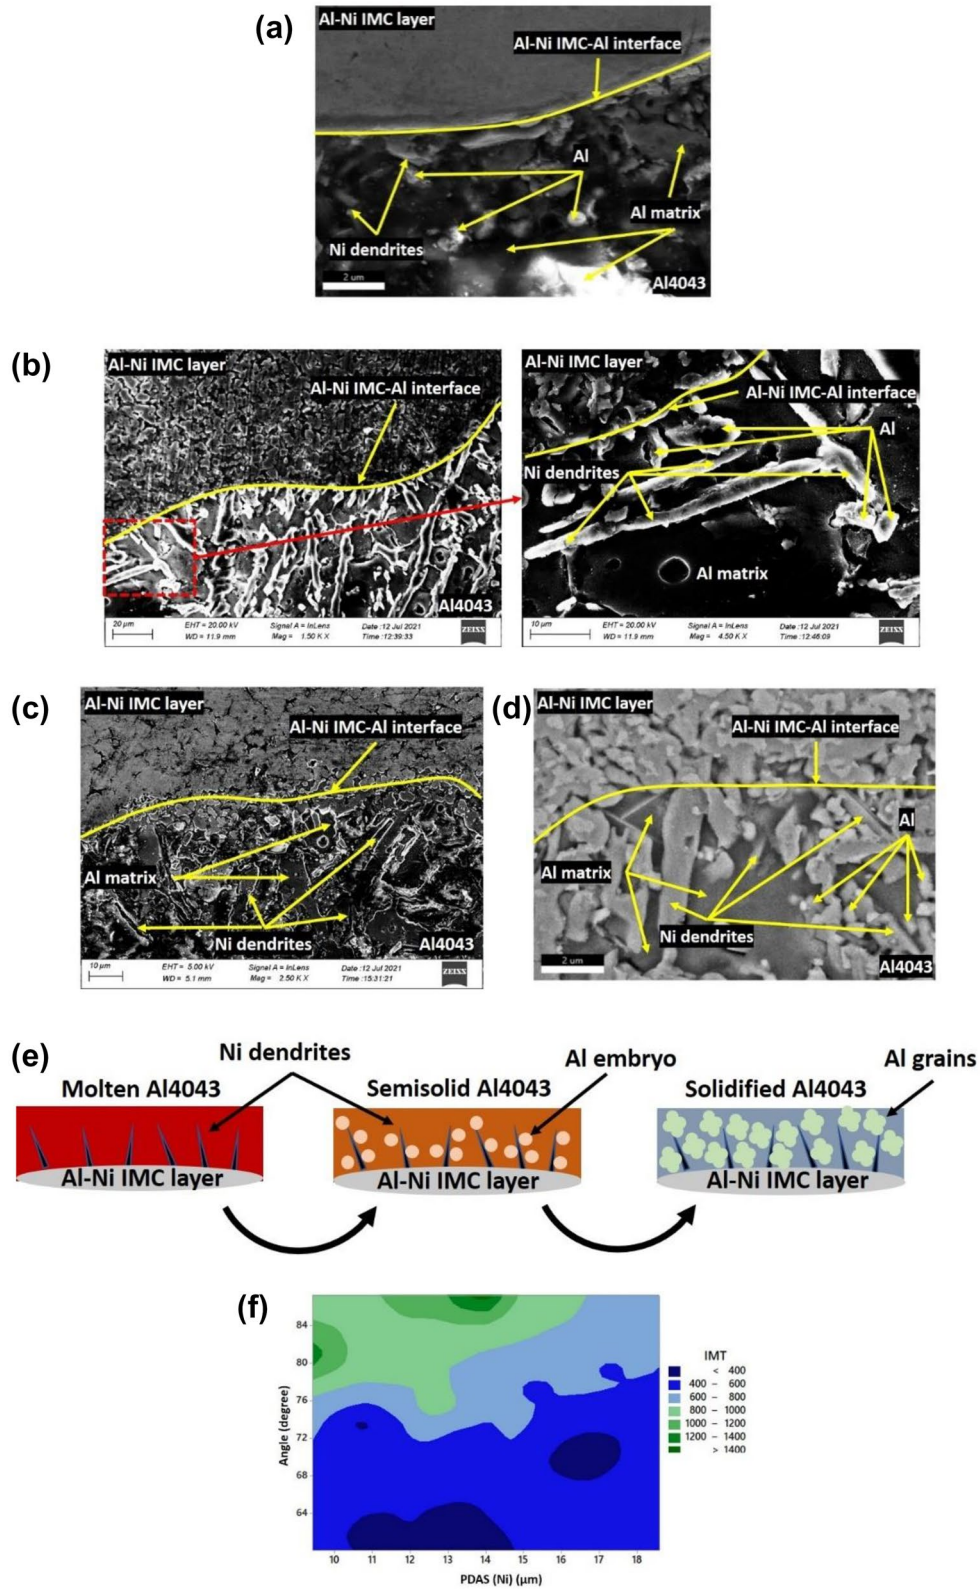 (a)
Al-Ni IMC layer
Al-Ni IMC-Al interface
Al
Al matrix
Ni dendrites
2 um
Al4043
(b)
Al-Ni IMC layer
Al-Ni IMC-Al interface
Al4043
20 µm
EHT = 20.00 kV
WD = 11.9 mm
Signal A = InLens
Mag = 1.50 K X
Date :12 Jul 2021
Time :12:39:33
ZEISS
Al-Ni IMC layer
Al-Ni IMC-Al interface
Al
Ni dendrites
Al matrix
10 µm
EHT = 20.00 kV
WD = 11.9 mm
Signal A = InLens
Mag = 4.50 K X
Date :12 Jul 2021
Time :12:46:09
ZEISS
(c)
Al-Ni IMC layer
Al-Ni IMC-Al interface
Al matrix
Ni dendrites
Al4043
10 µm
EHT = 5.00 kV
WD = 5.1 mm
Signal A = InLens
Mag = 2.50 K X
Date :12 Jul 2021
Time :15:31:21
ZEISS
(d)
Al-Ni IMC layer
Al-Ni IMC-Al interface
Al
Al matrix
Ni dendrites
2 um
Al4043
(e)
Ni dendrites
Al embryo
Al grains
Molten Al4043
Semisolid Al4043
Solidified Al4043
Al-Ni IMC layer
Al-Ni IMC layer
Al-Ni IMC layer
(f)
84
80
76
72
68
64
Angle (degree)
10 11 12 13 14 15 16 17 18
PDAS (Ni) (µm)
IMT
< 400
400 – 600
600 – 800
800 – 1000
1000 – 1200
1200 – 1400
> 1400